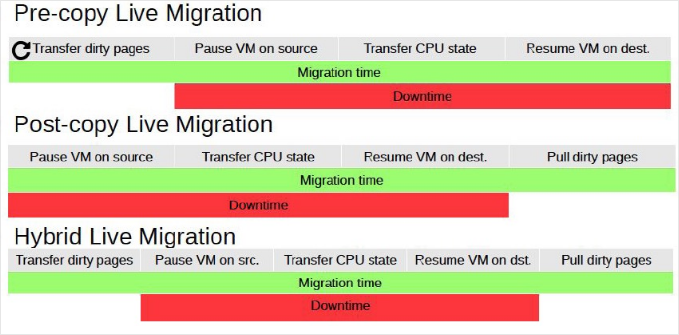 Pre-copy Live Migration
Transfer dirty pages Pause VM on source Transfer CPU state Resume VM on dest.
Migration time
Downtime
Post-copy Live Migration
Pause VM on source Transfer CPU state Resume VM on dest. Pull dirty pages
Migration time
Downtime
Hybrid Live Migration
Transfer dirty pages Pause VM on src. Transfer CPU state Resume VM on dst. Pull dirty pages
Migration time
Downtime